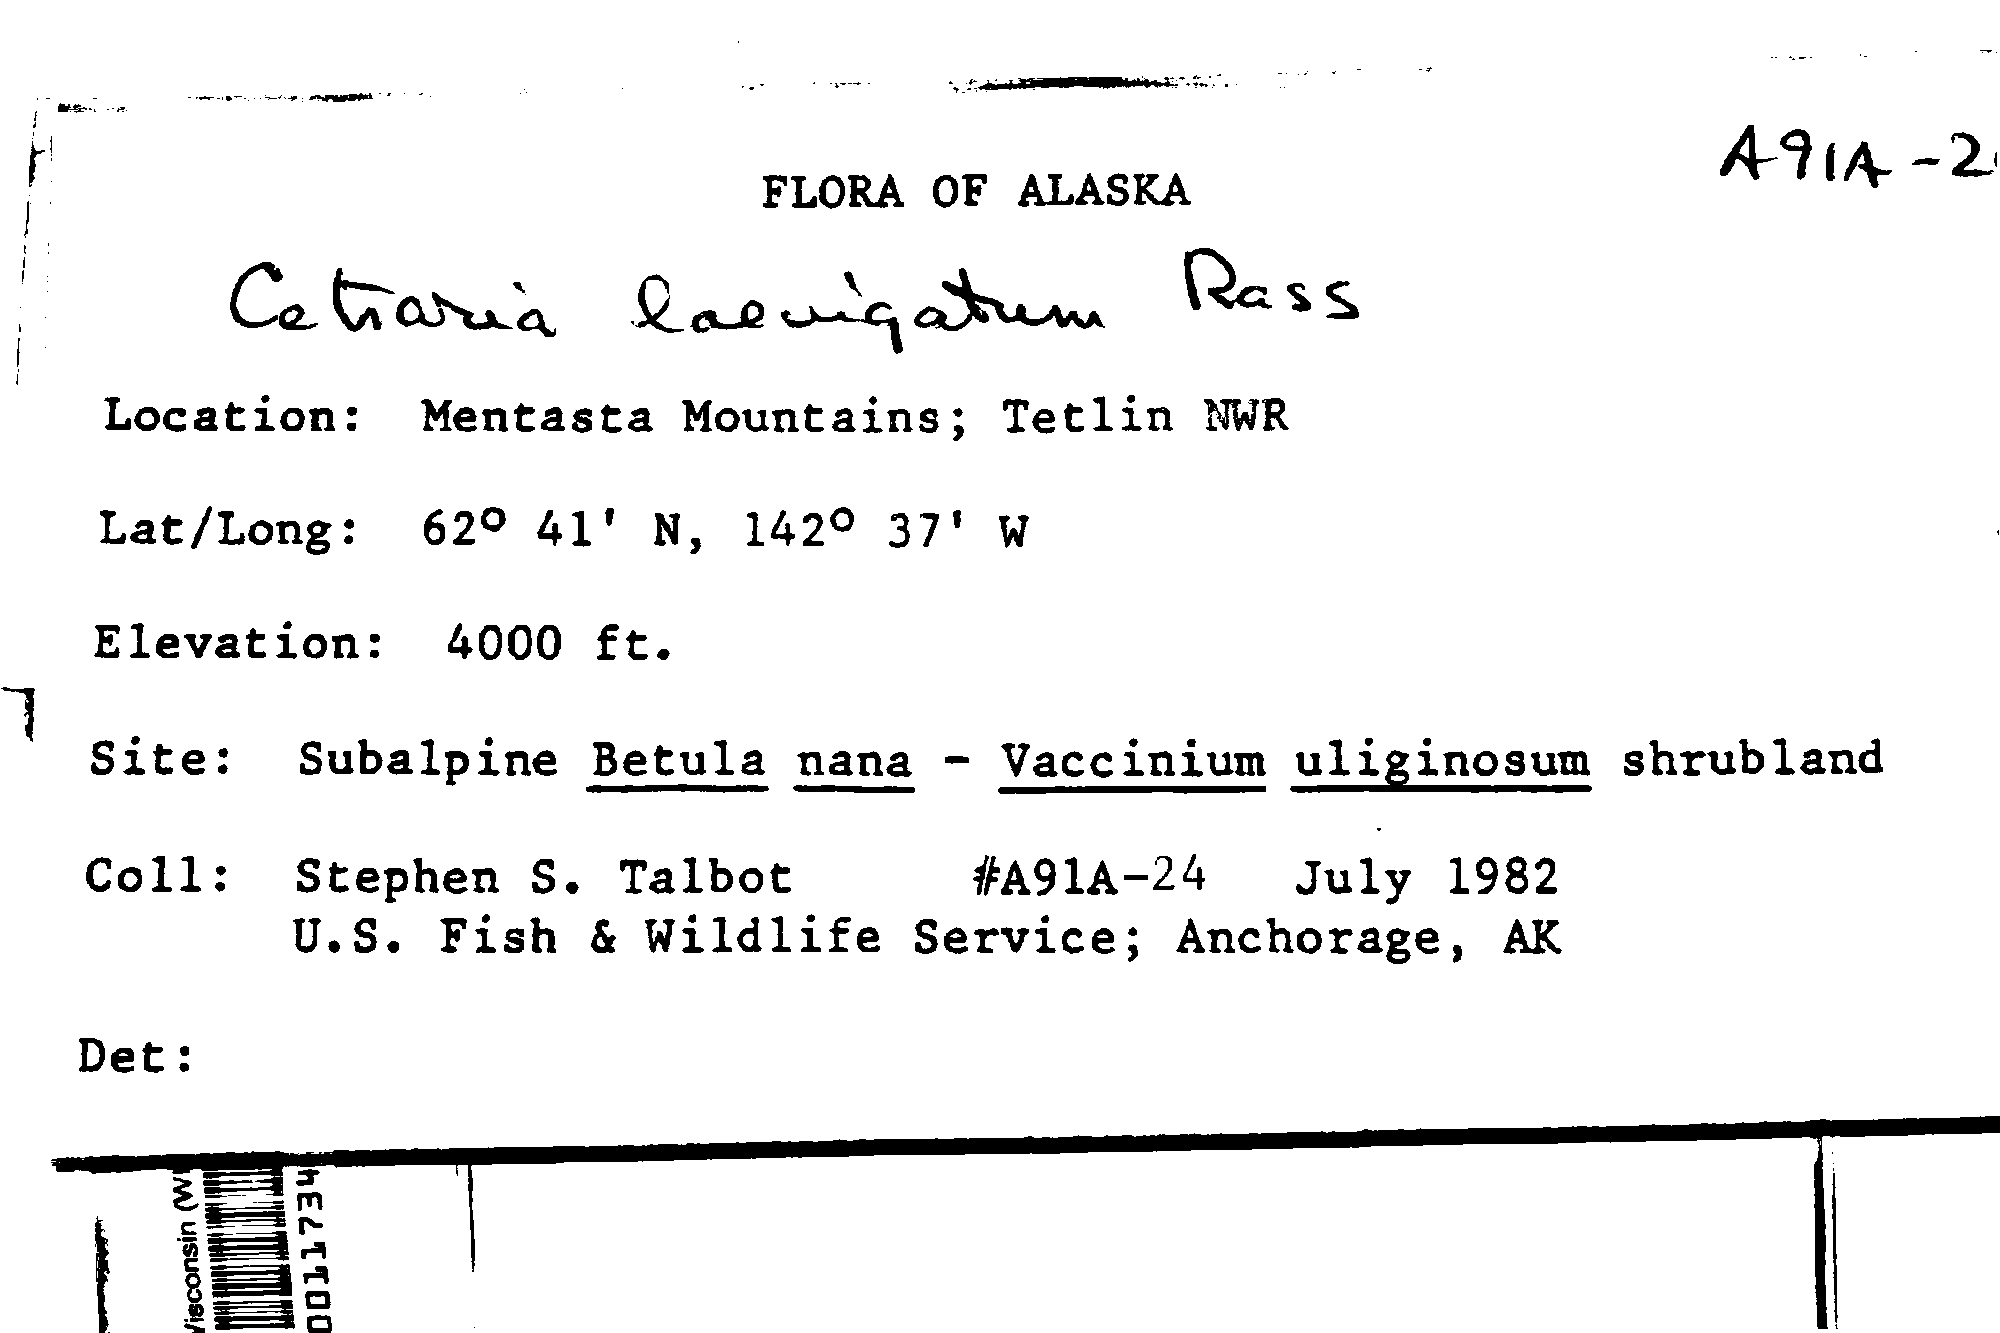 A91A-2
FLORA OF ALASKA
Cetraria laevigatum Rass
Location: Mentasta Mountains; Tetlin NWR
Lat/Long: 62° 41' N, 142° 37' W
Elevation: 4000 ft.
Site: Subalpine Betula nana - Vaccinium uliginosum shrubland
Coll: Stephen S. Talbot #A91A-24 July 1982
U.S. Fish & Wildlife Service; Anchorage, AK
Det:
Wisconsin (W
0011734